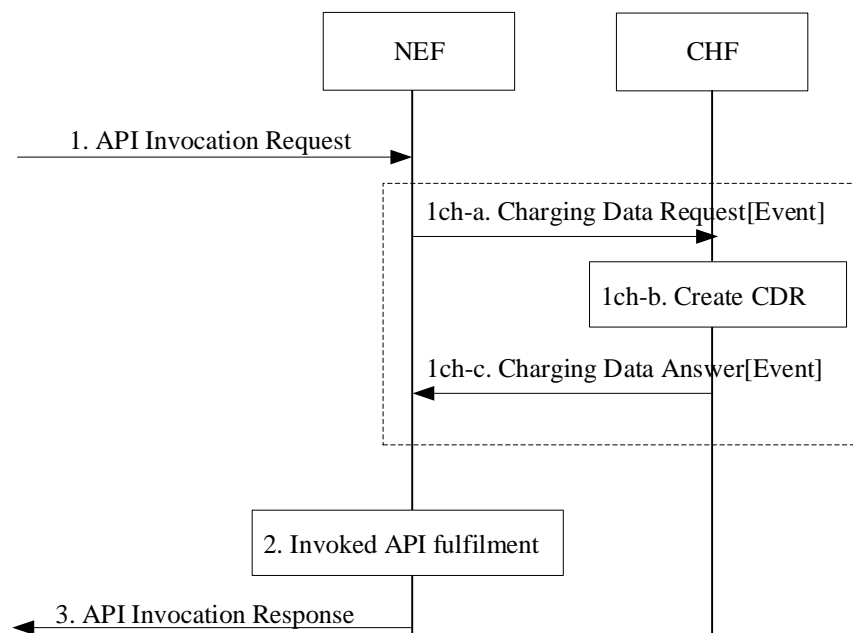 NEF
CHF
1. API Invocation Request
1ch-a. Charging Data Request[Event]
1ch-b. Create CDR
1ch-c. Charging Data Answer[Event]
2. Invoked API fulfilment
3. API Invocation Response